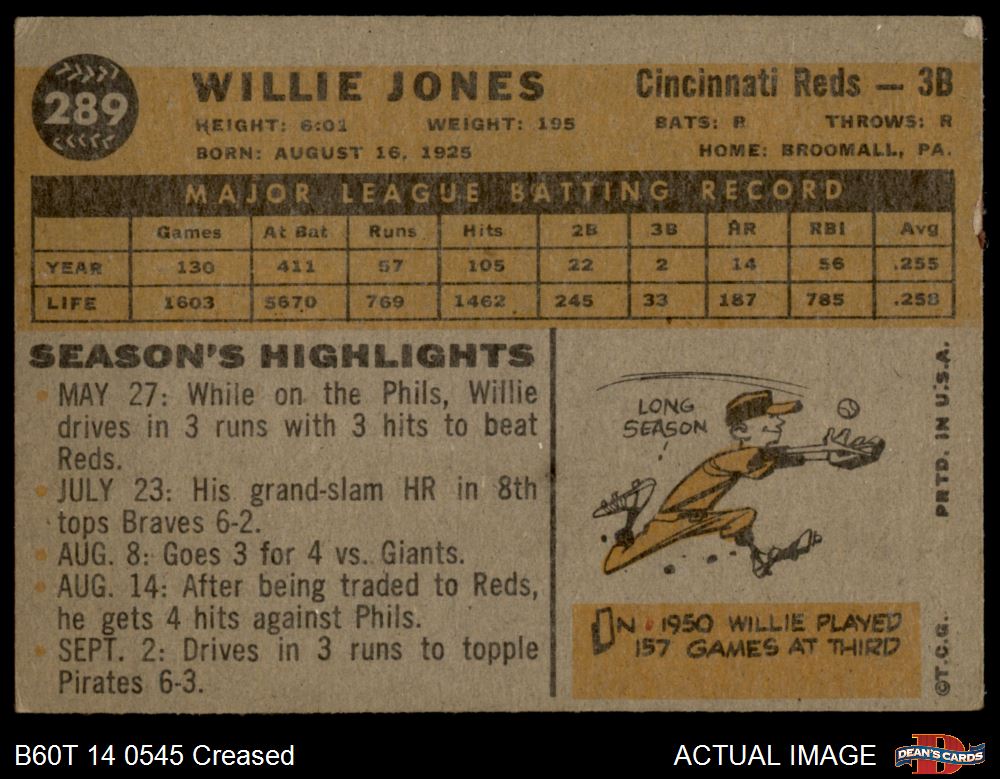 289
WILLIE JONES
Cincinnati Reds — 3B
HEIGHT: 6:01 WEIGHT: 195 BATS: R THROWS: R
BORN: AUGUST 16, 1925 HOME: BROOMALL, PA.
MAJOR LEAGUE BATTING RECORD
Games At Bat Runs Hits 2B 3B HR RBI Avg
YEAR 130 411 57 105 22 2 14 56 .255
LIFE 1603 5670 769 1462 245 33 187 785 .258
SEASON'S HIGHLIGHTS
MAY 27: While on the Phils, Willie
drives in 3 runs with 3 hits to beat
Reds.
JULY 23: His grand-slam HR in 8th
tops Braves 6-2.
AUG. 8: Goes 3 for 4 vs. Giants.
AUG. 14: After being traded to Reds,
he gets 4 hits against Phils.
SEPT. 2: Drives in 3 runs to topple
Pirates 6-3.
LONG
SEASON
IN 1950 WILLIE PLAYED
157 GAMES AT THIRD
PRTD. IN U.S.A.
©T.C.G.
B60T 14 0545 Creased
ACTUAL IMAGE
DEAN'S CARDS